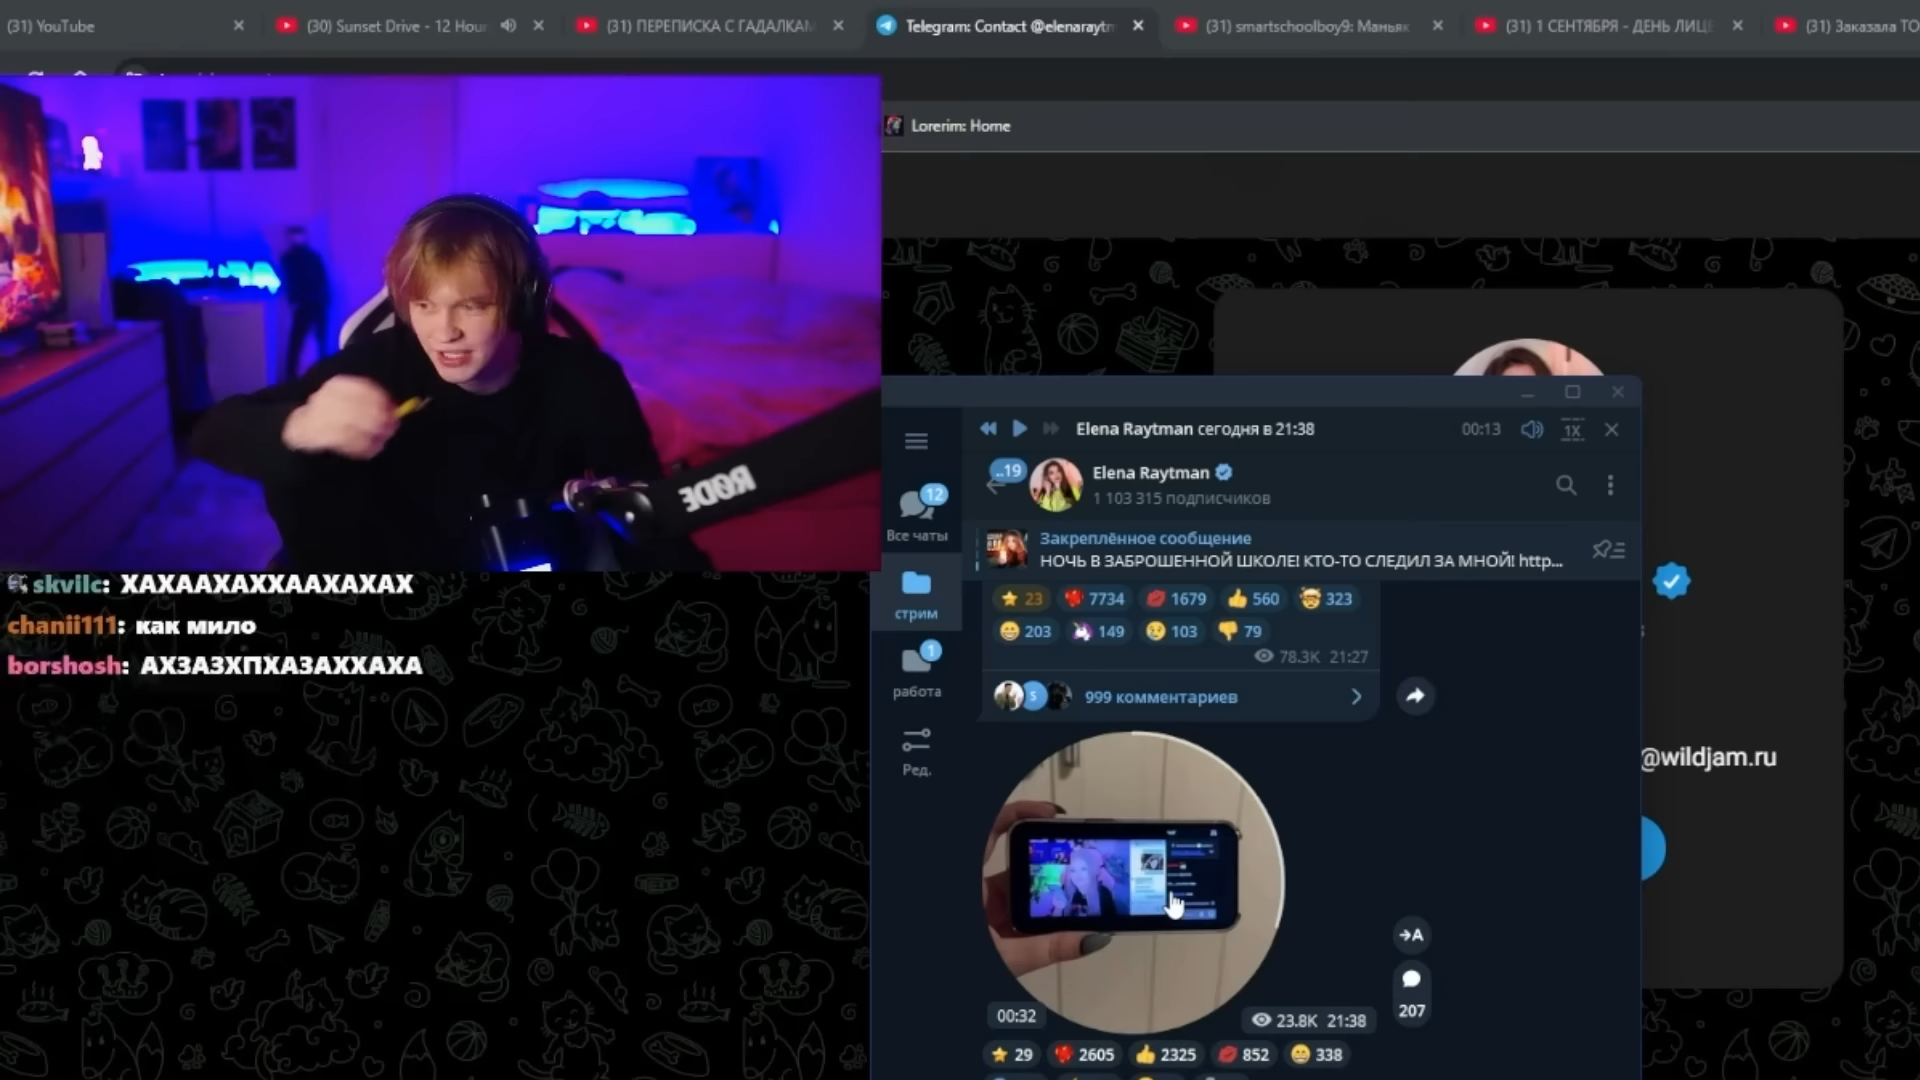 (31) YouTube
(30) Sunset Drive - 12 Hour
(31) ПЕРЕПИСКА С ГАДАЛКАМ
Telegram: Contact @elenaraytm
(31) smartschoolboy9: Маньяк
(31) 1 СЕНТЯБРЯ - ДЕНЬ ЛИЦЕ
(31) Заказала ТО
Lorerim: Home
RØDE
Elena Raytman сегодня в 21:38
00:13
1X
..19
Elena Raytman
1 103 315 подписчиков
12
Все чаты
Закреплённое сообщение
НОЧЬ В ЗАБРОШЕННОЙ ШКОЛЕ! КТО-ТО СЛЕДИЛ ЗА МНОЙ! http...
стрим
23 7734 1679 560 323
203 149 103 79
78.3K 21:27
1
работа
S
999 комментариев
Ред.
skvilc: ХАХААХАХХААХАХАХ
chanii111: как мило
borshosh: АХЗАЗХПХАЗАХХАХА
@wildjam.ru
→A
207
00:32
23.8K 21:38
29 2605 2325 852 338